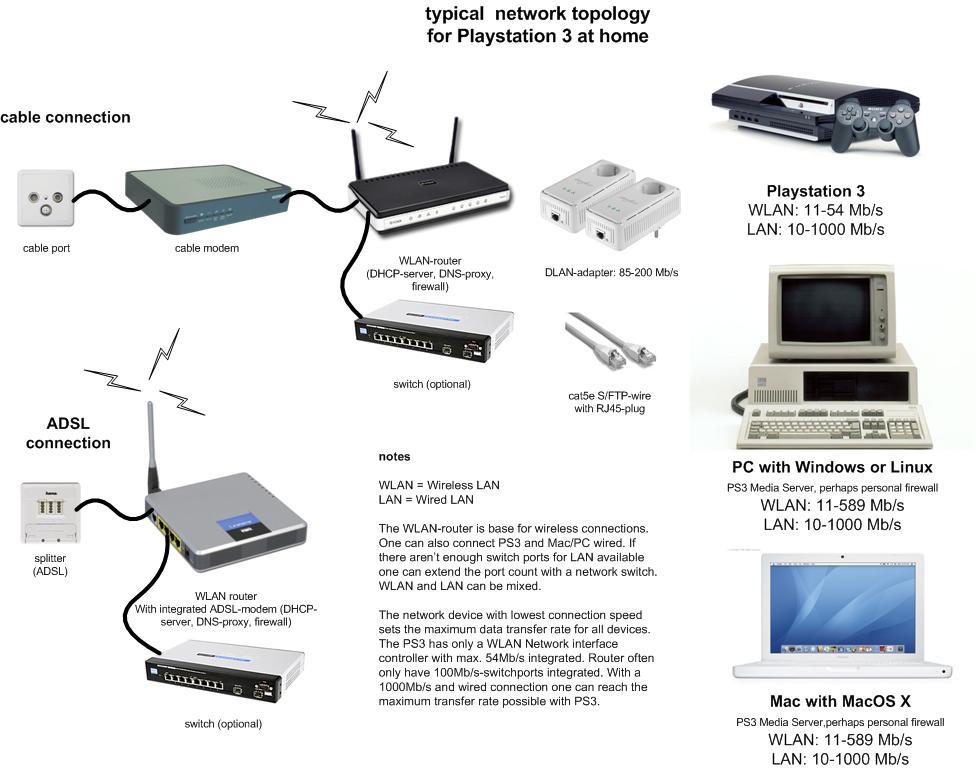 typical network topology
for Playstation 3 at home
cable connection
cable port
cable modem
WLAN-router
(DHCP-server, DNS-proxy,
firewall)
DLAN-adapter: 85-200 Mb/s
switch (optional)
cat5e S/FTP-wire
with RJ45-plug
Playstation 3
WLAN: 11-54 Mb/s
LAN: 10-1000 Mb/s
PC with Windows or Linux
PS3 Media Server, perhaps personal firewall
WLAN: 11-589 Mb/s
LAN: 10-1000 Mb/s
Mac with MacOS X
PS3 Media Server,perhaps personal firewall
WLAN: 11-589 Mb/s
LAN: 10-1000 Mb/s
ADSL
connection
hama
splitter
(ADSL)
WLAN router
With integrated ADSL-modem (DHCP-
server, DNS-proxy, firewall)
switch (optional)
notes
WLAN = Wireless LAN
LAN = Wired LAN
The WLAN-router is base for wireless connections.
One can also connect PS3 and Mac/PC wired. If
there aren't enough switch ports for LAN available
one can extend the port count with a network switch.
WLAN and LAN can be mixed.
The network device with lowest connection speed
sets the maximum data transfer rate for all devices.
The PS3 has only a WLAN Network interface
controller with max. 54Mb/s integrated. Router often
only have 100Mb/s-switchports integrated. With a
1000Mb/s and wired connection one can reach the
maximum transfer rate possible with PS3.